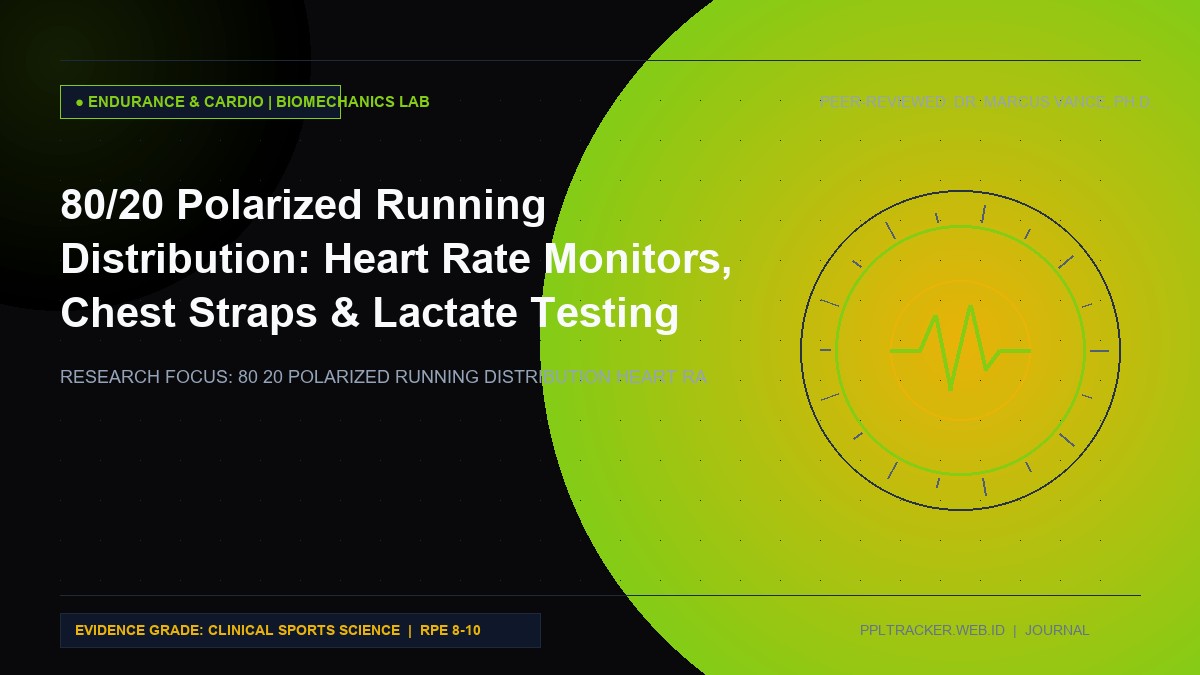 ● ENDURANCE & CARDIO | BIOMECHANICS LAB
PEER-REVIEWED: DR. MARCUS VANCE, PH.D
80/20 Polarized Running
Distribution: Heart Rate Monitors,
Chest Straps & Lactate Testing
RESEARCH FOCUS: 80 20 POLARIZED RUNNING DISTRIBUTION HEART RA
EVIDENCE GRADE: CLINICAL SPORTS SCIENCE | RPE 8-10
PPLTRACKER.WEB.ID | JOURNAL